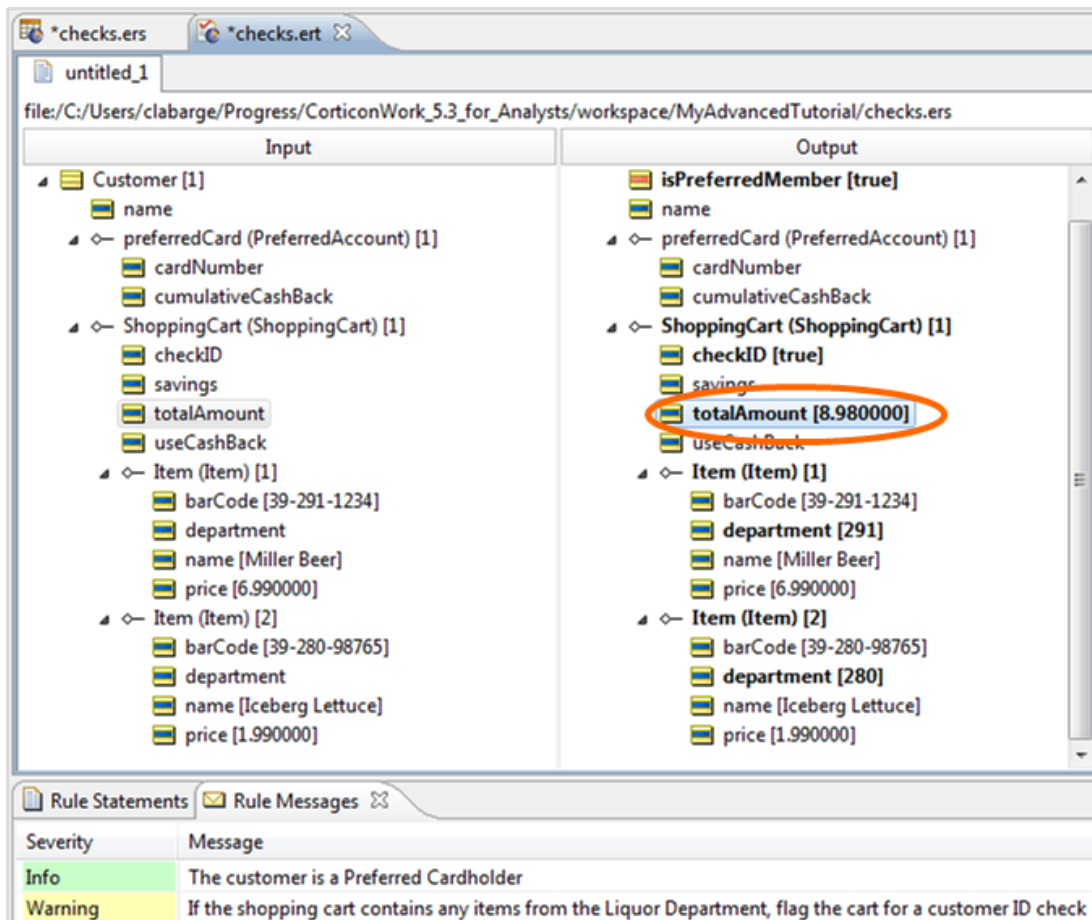 *checks.ers
*checks.ert
untitled_1
file:/C:/Users/clabarge/Progress/CorticonWork_5.3_for_Analysts/workspace/MyAdvancedTutorial/checks.ers
Input
Output
Customer [1]
name
preferredCard (PreferredAccount) [1]
cardNumber
cumulativeCashBack
ShoppingCart (ShoppingCart) [1]
checkID
savings
totalAmount
useCashBack
Item (Item) [1]
barCode [39-291-1234]
department
name [Miller Beer]
price [6.990000]
Item (Item) [2]
barCode [39-280-98765]
department
name [Iceberg Lettuce]
price [1.990000]
isPreferredMember [true]
name
preferredCard (PreferredAccount) [1]
cardNumber
cumulativeCashBack
ShoppingCart (ShoppingCart) [1]
checkID [true]
savings
totalAmount [8.980000]
useCashBack
Item (Item) [1]
barCode [39-291-1234]
department [291]
name [Miller Beer]
price [6.990000]
Item (Item) [2]
barCode [39-280-98765]
department [280]
name [Iceberg Lettuce]
price [1.990000]
Rule Statements
Rule Messages
Severity
Message
Info
The customer is a Preferred Cardholder
Warning
If the shopping cart contains any items from the Liquor Department, flag the cart for a customer ID check.